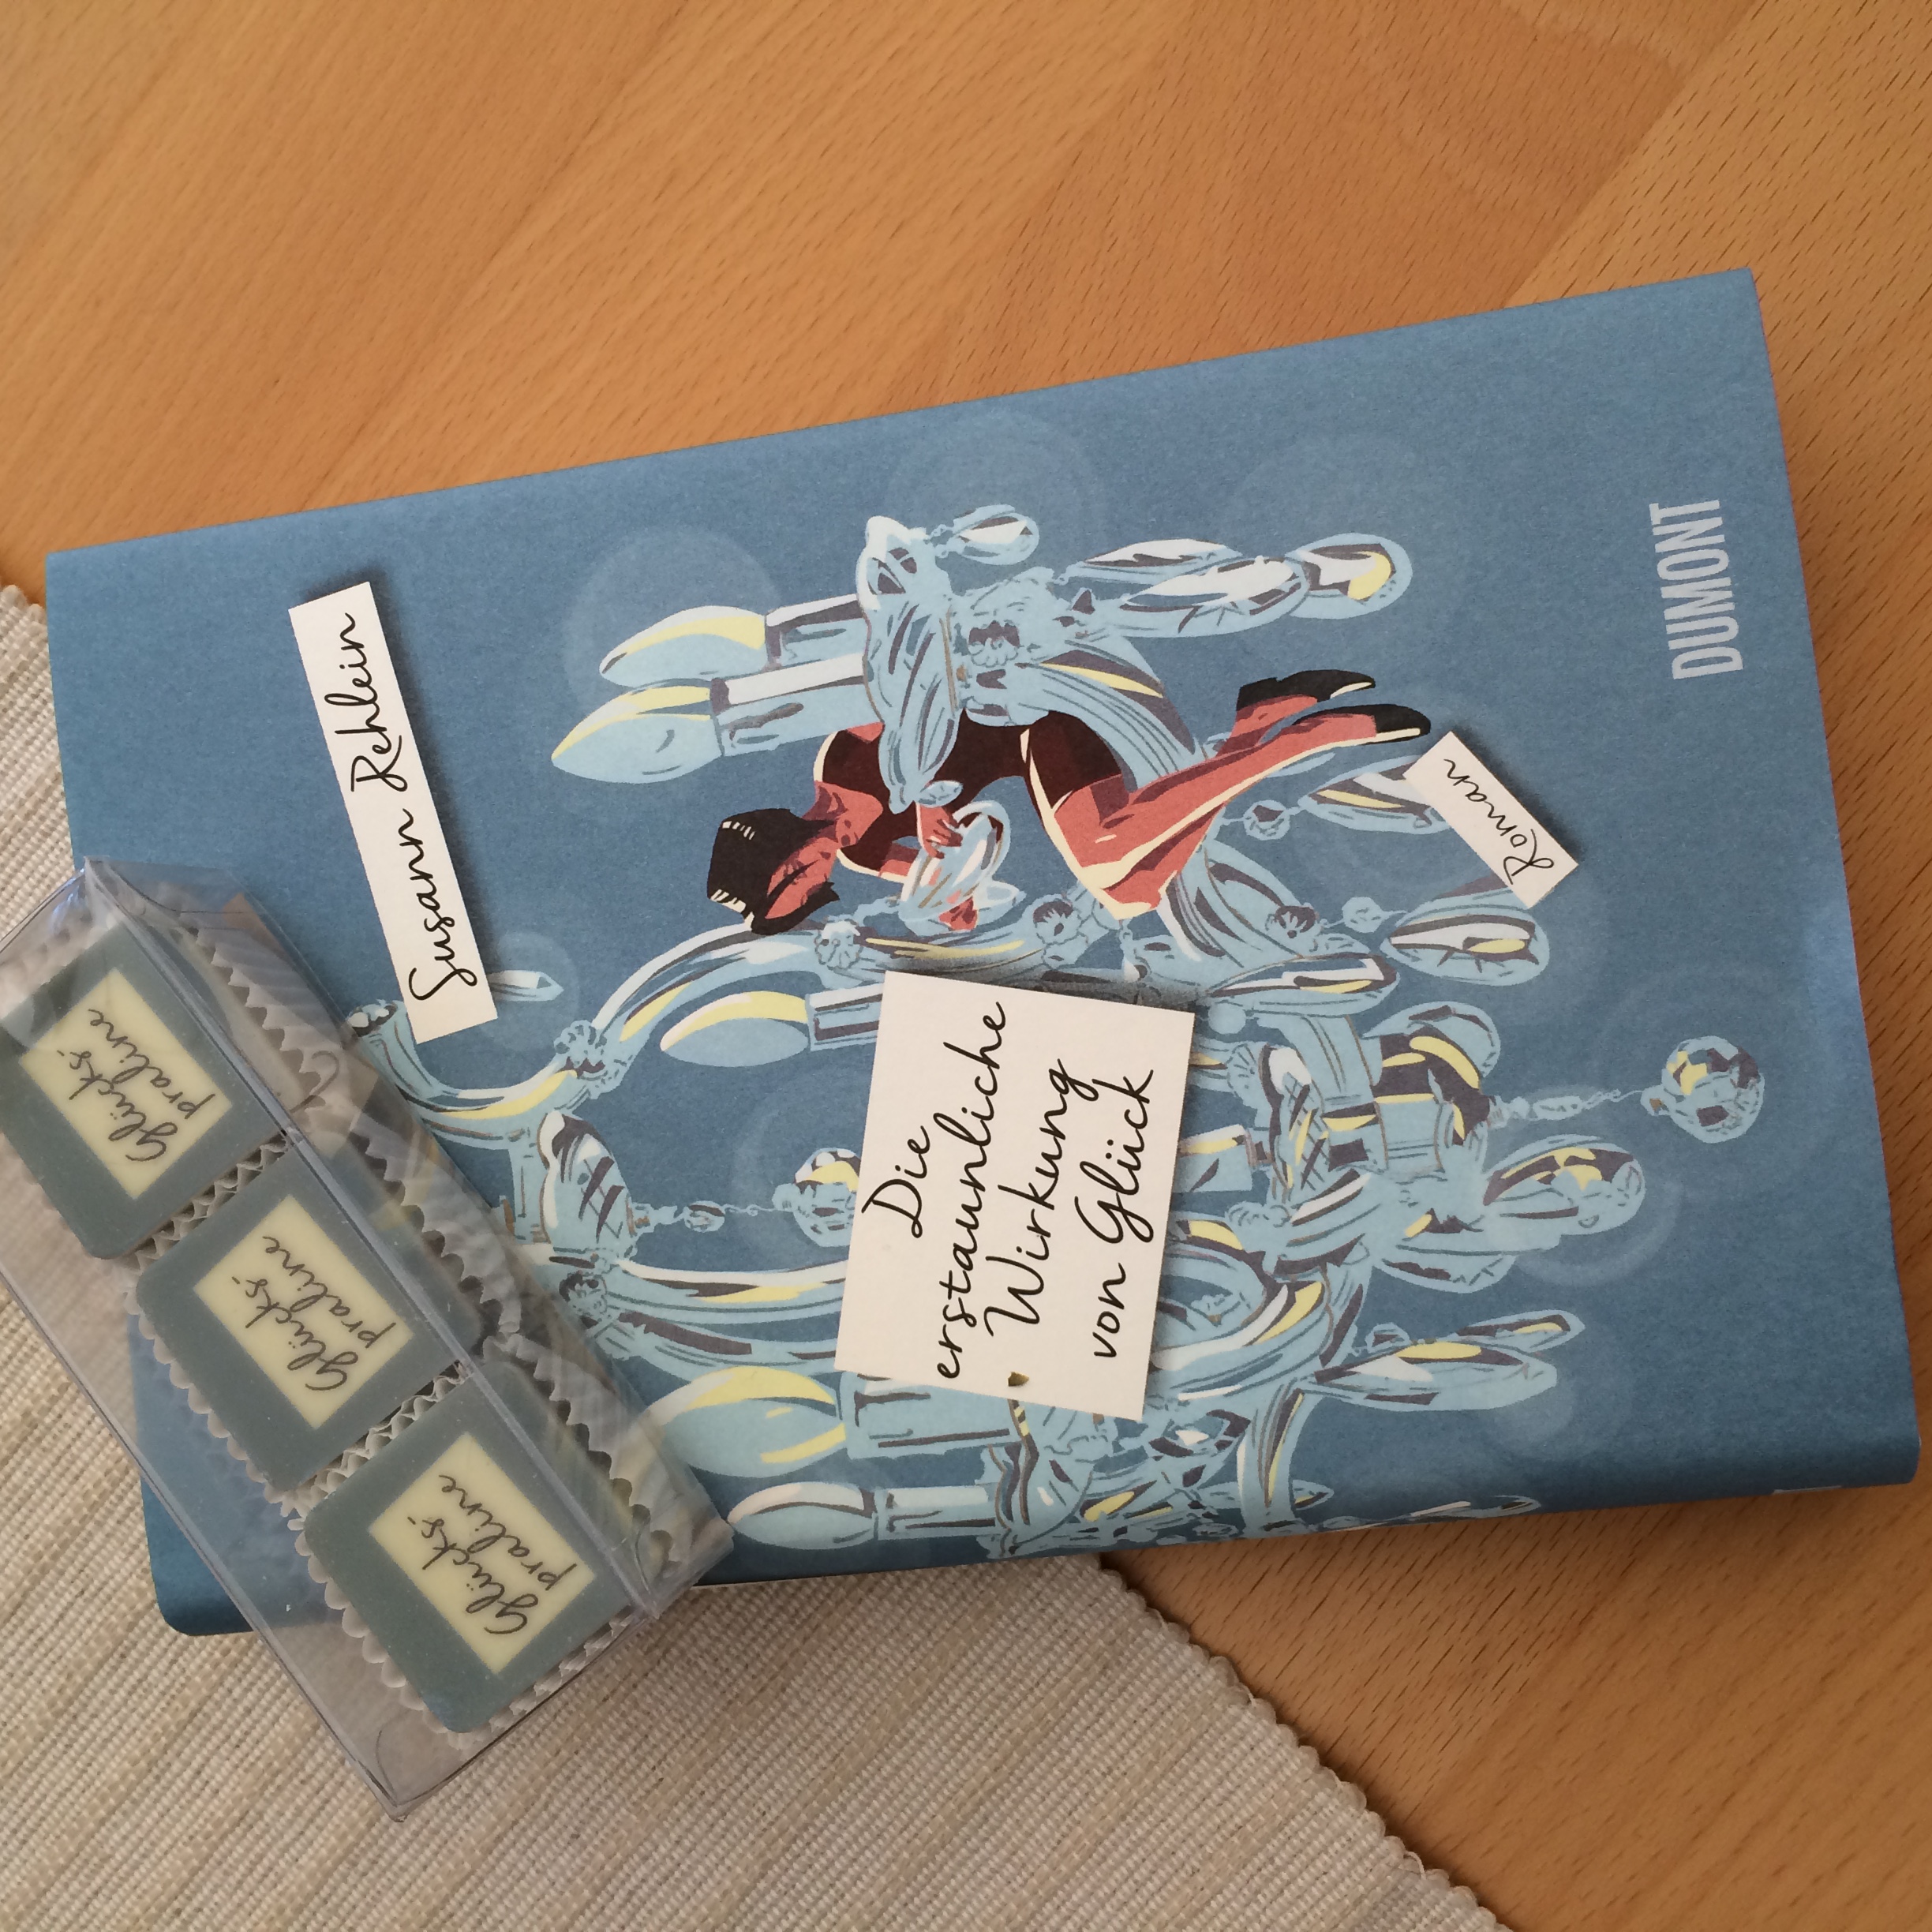 Susann Rehlein
Die
erstaunliche
Wirkung
von Glück
Roman
DUMONT
Glücks,
praline
Glücks,
praline
Glücks,
praline